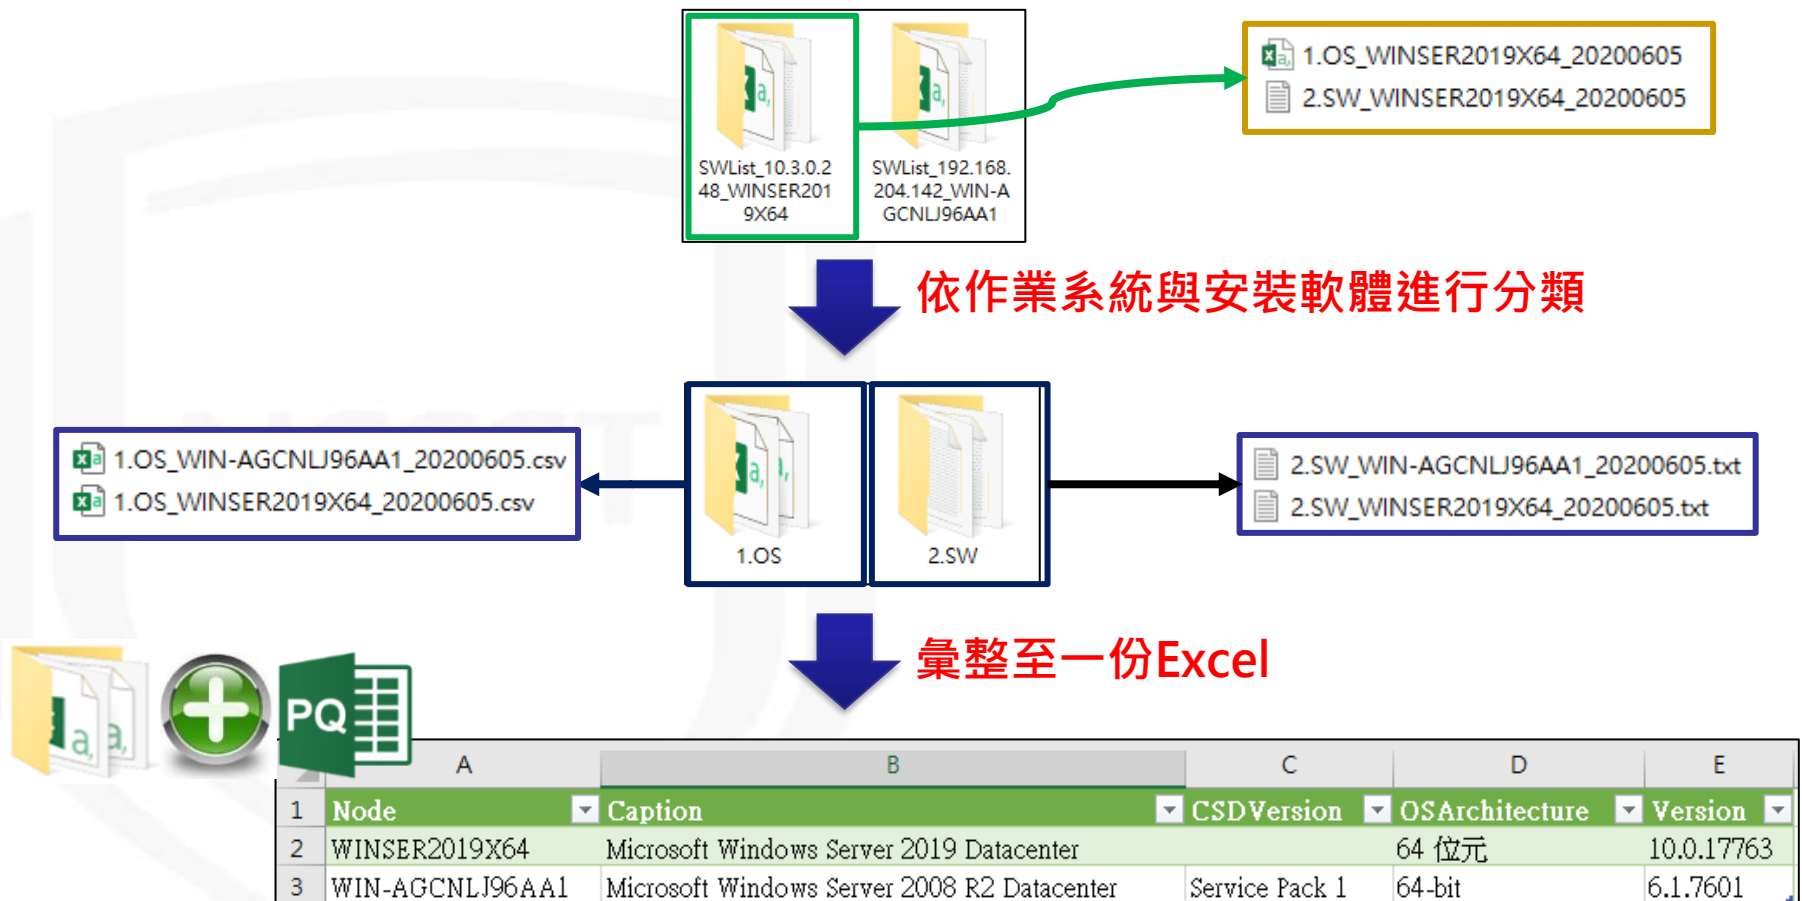 SWList_10.3.0.2
48_WINSER201
9X64
SWList_192.168.
204.142_WIN-A
GCNLJ96AA1
1.OS_WINSER2019X64_20200605
2.SW_WINSER2019X64_20200605
依作業系統與安裝軟體進行分類
1.OS_WIN-AGCNLJ96AA1_20200605.csv
1.OS_WINSER2019X64_20200605.csv
1.OS
2.SW
2.SW_WIN-AGCNLJ96AA1_20200605.txt
2.SW_WINSER2019X64_20200605.txt
彙整至一份Excel
PQ
A B C D E
1 Node Caption CSDVersion OSArchitecture Version
2 WINSER2019X64 Microsoft Windows Server 2019 Datacenter 64 位元 10.0.17763
3 WIN-AGCNLJ96AA1 Microsoft Windows Server 2008 R2 Datacenter Service Pack 1 64-bit 6.1.7601